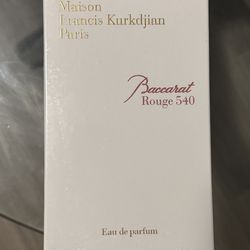 Maison
Francis Kurkdjian
Paris
Baccarat
Rouge 540
Eau de parfum